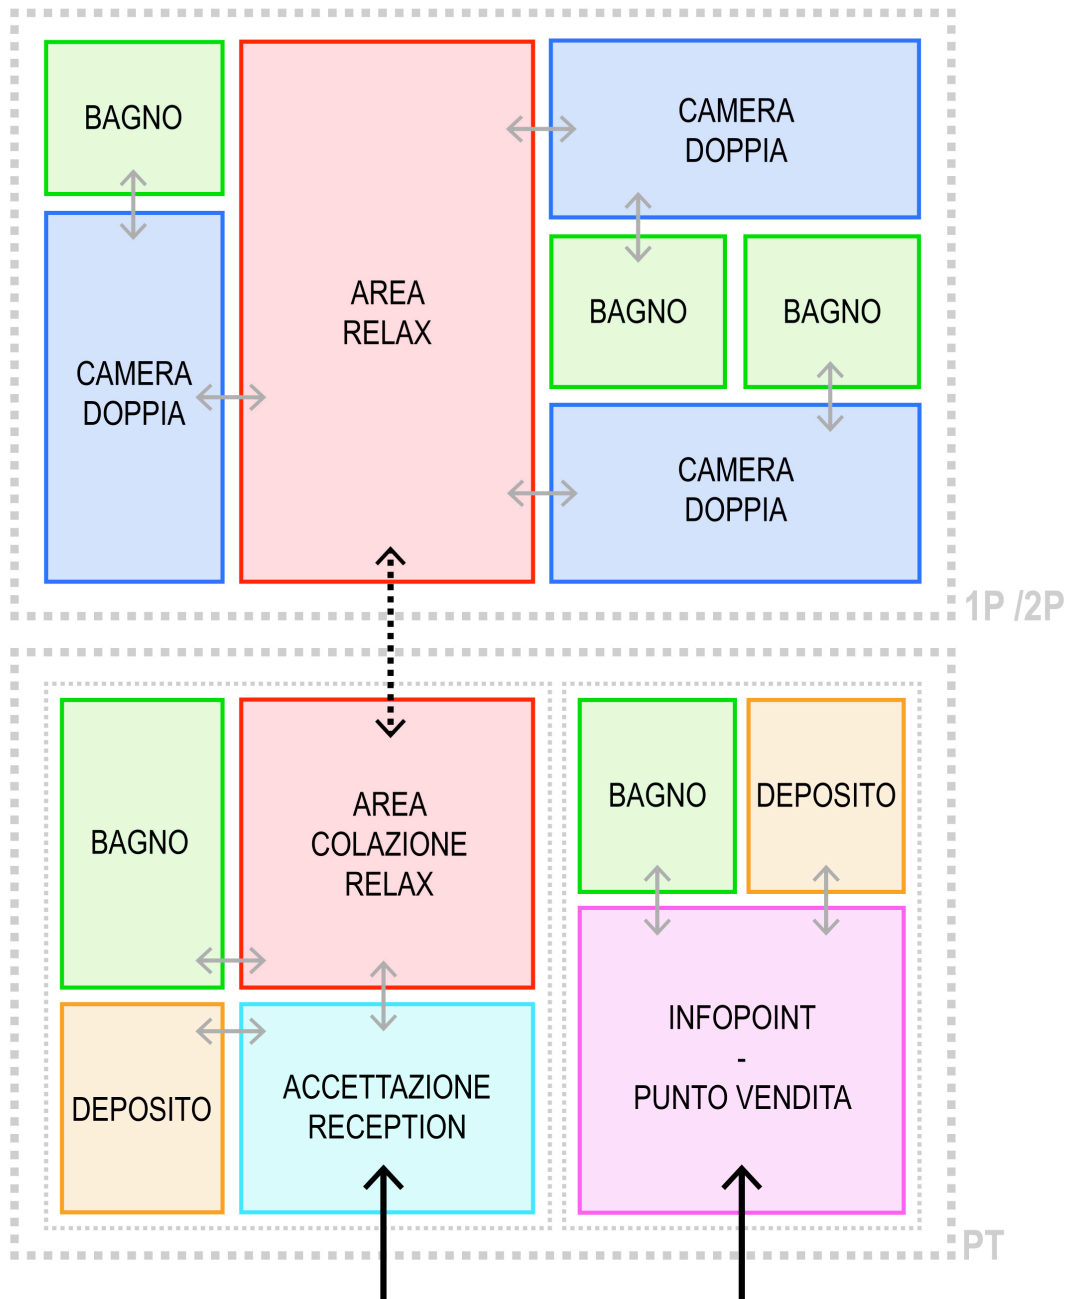 BAGNO
CAMERA
DOPPIA
AREA
RELAX
CAMERA
DOPPIA
BAGNO
BAGNO
CAMERA
DOPPIA
1P /2P
BAGNO
AREA
COLAZIONE
RELAX
DEPOSITO
ACCETTAZIONE
RECEPTION
BAGNO
DEPOSITO
INFOPOINT
-
PUNTO VENDITA
PT